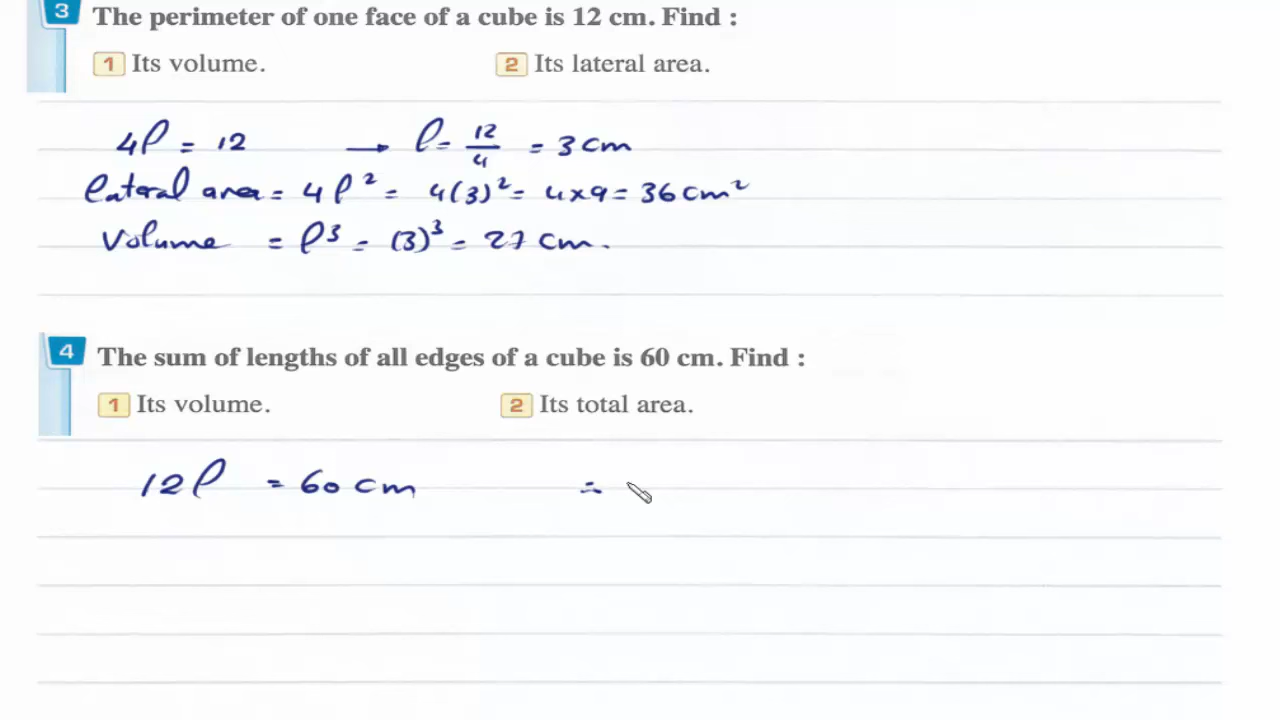 3 The perimeter of one face of a cube is 12 cm. Find :
1 Its volume. 2 Its lateral area.
4ℓ = 12 → ℓ = 12/4 = 3 cm
lateral area = 4ℓ² = 4(3)² = 4×9 = 36 cm²
Volume = ℓ³ = (3)³ = 27 cm.
4 The sum of lengths of all edges of a cube is 60 cm. Find :
1 Its volume. 2 Its total area.
12ℓ = 60 cm ∴